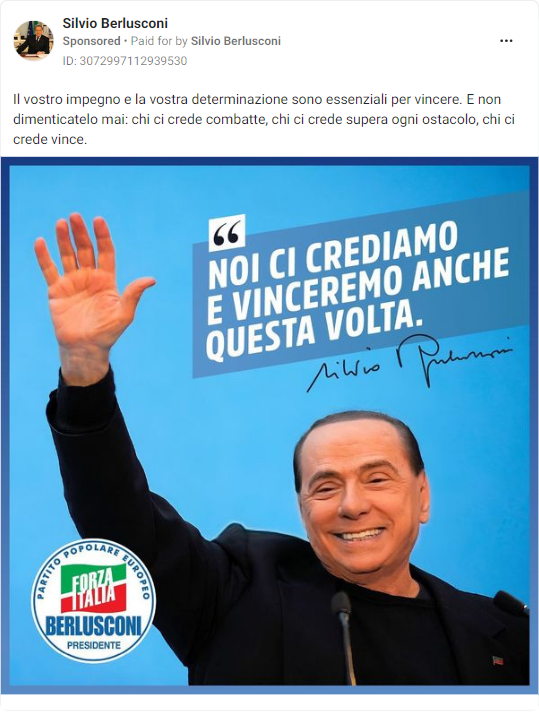 Silvio Berlusconi
Sponsored • Paid for by Silvio Berlusconi
ID: 3072997112939530
Il vostro impegno e la vostra determinazione sono essenziali per vincere. E non
dimenticatelo mai: chi ci crede combatte, chi ci crede supera ogni ostacolo, chi ci
crede vince.
“
NOI CI CREDIAMO
E VINCEREMO ANCHE
QUESTA VOLTA.
Silvio Berlusconi
PARTITO POPOLARE EUROPEO
FORZA
ITALIA
BERLUSCONI
PRESIDENTE